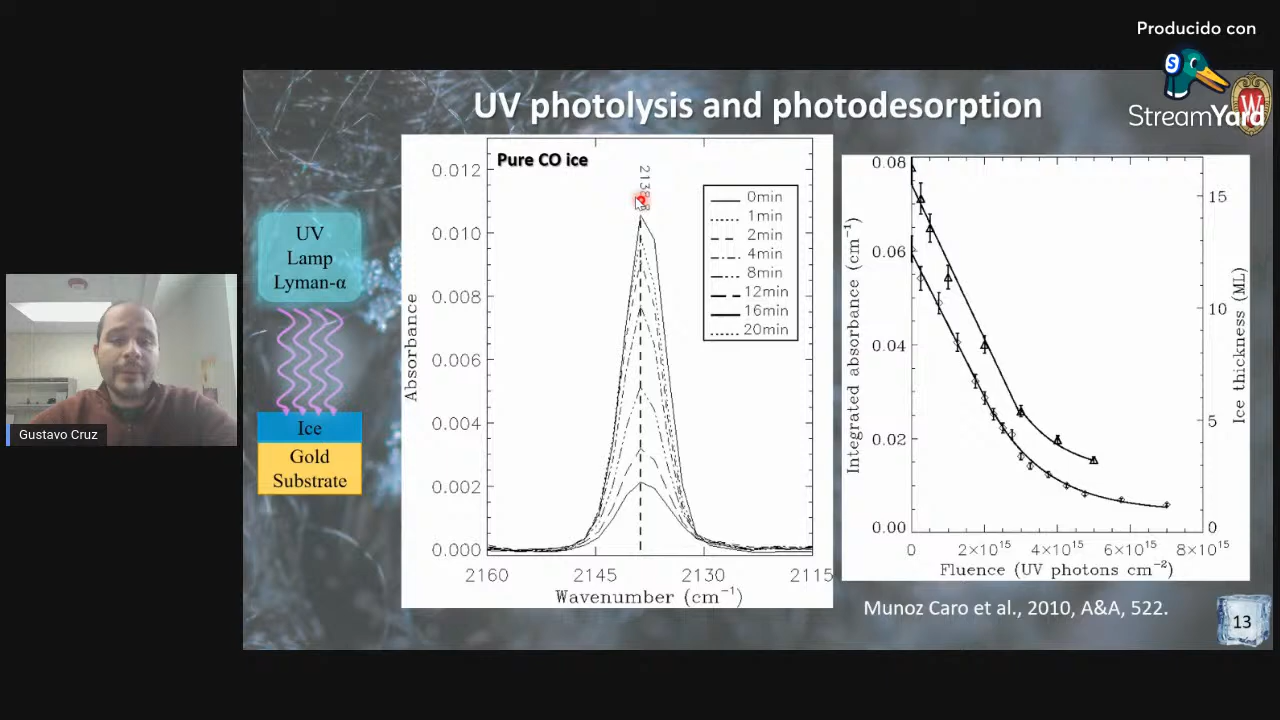 Producido con
StreamYard
UV photolysis and photodesorption
UV
Lamp
Lyman-α
Ice
Gold
Substrate
Gustavo Cruz
Pure CO ice
0min
1min
2min
4min
8min
12min
16min
20min
0.012
0.010
0.008
0.006
0.004
0.002
0.000
Absorbance
2160
2145
2130
2115
Wavenumber (cm⁻¹)
0.08
0.06
0.04
0.02
0.00
Integrated absorbance (cm⁻¹)
15
10
5
0
Ice thickness (ML)
0
2×10¹⁵
4×10¹⁵
6×10¹⁵
8×10¹⁵
Fluence (UV photons cm⁻²)
Munoz Caro et al., 2010, A&A, 522.
13